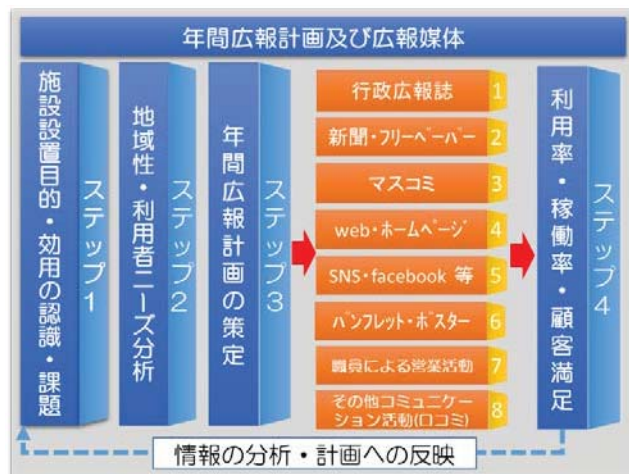 年間広報計画及び広報媒体
施設設置目的・効用の認識・課題
ステップ1
地域性・利用者ニーズ分析
ステップ2
年間広報計画の策定
ステップ3
行政広報誌 1
新聞・フリーペーパー 2
マスコミ 3
web・ホームページ 4
SNS・facebook 等 5
パンフレット・ポスター 6
職員による営業活動 7
その他コミュニケー
ション活動(口コミ) 8
利用率・稼働率・顧客満足
ステップ4
情報の分析・計画への反映